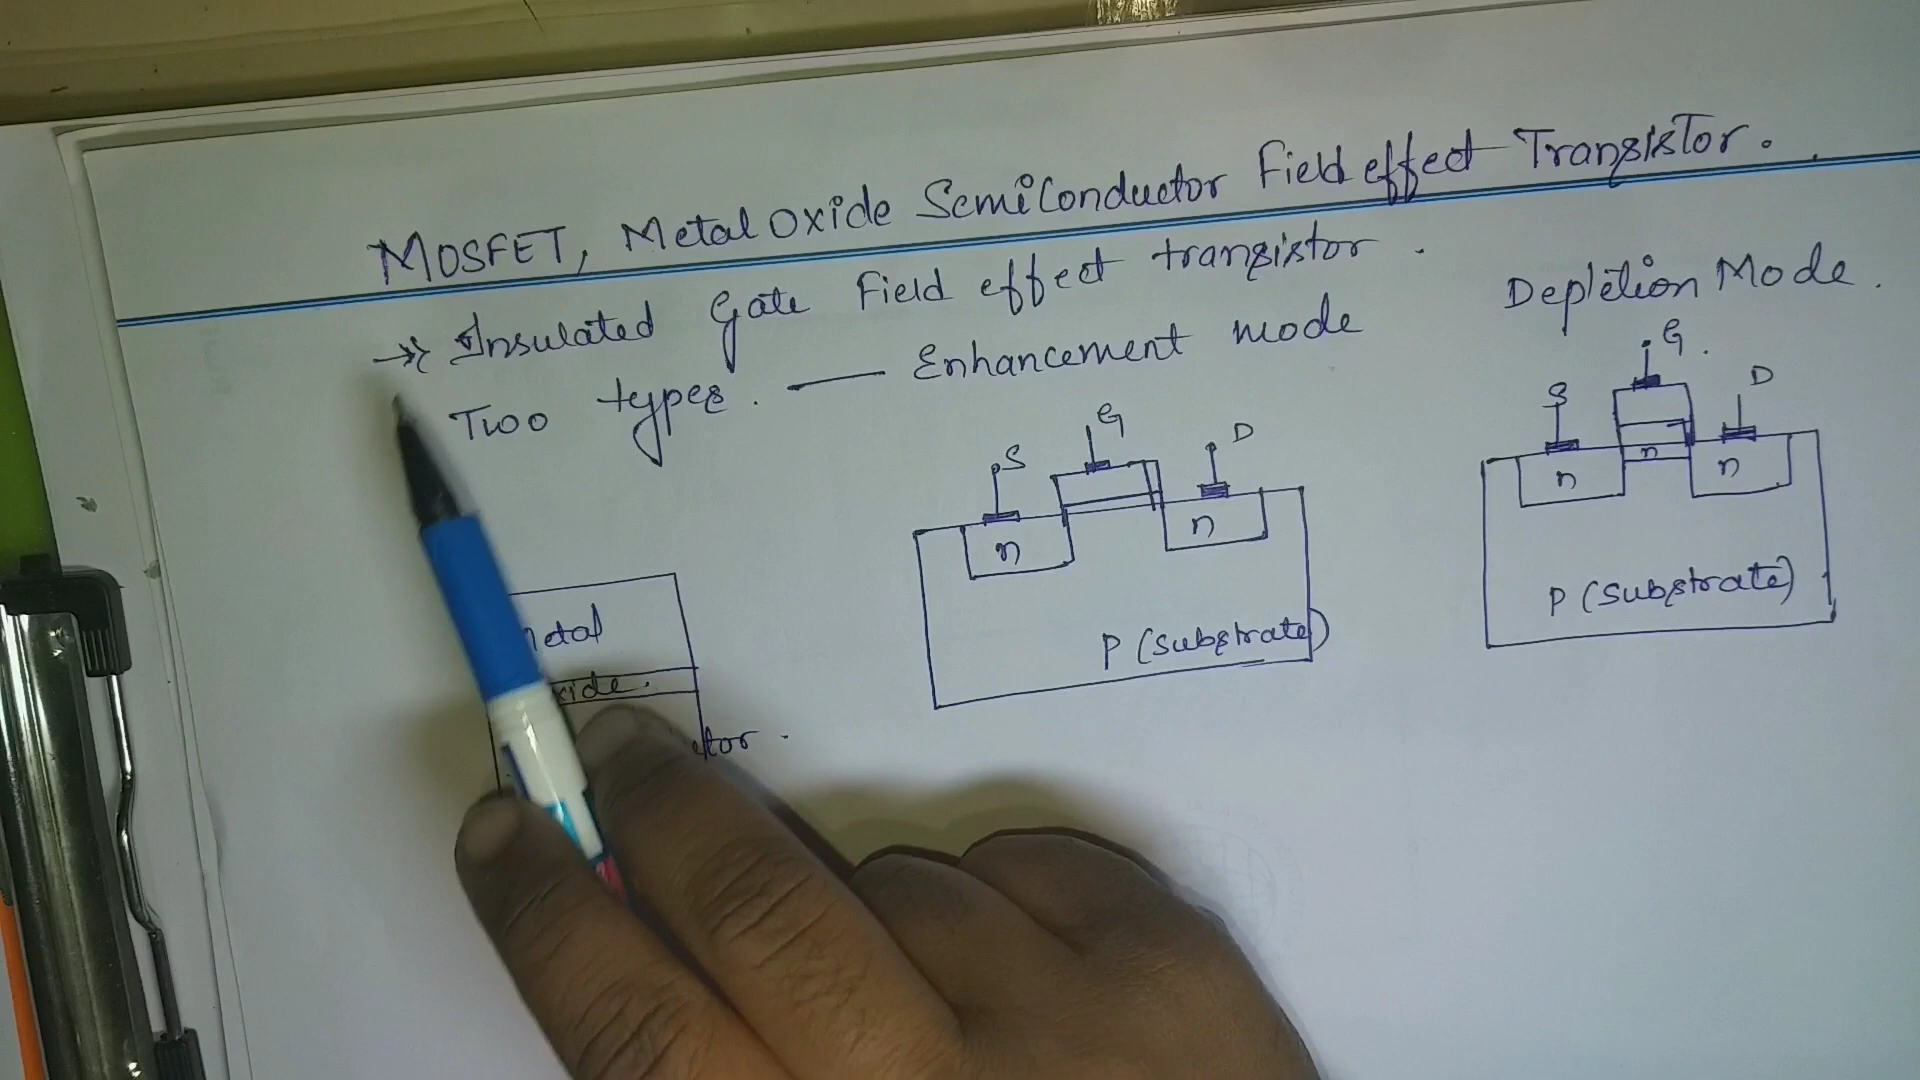 MOSFET, Metal Oxide Semiconductor Field effect Transistor.
→ Insulated Gate Field effect transistor.
Two types. — Enhancement mode
Depletion Mode.
S G D
n n
P (Substrate)
S G. D
n n n
P (Substrate)